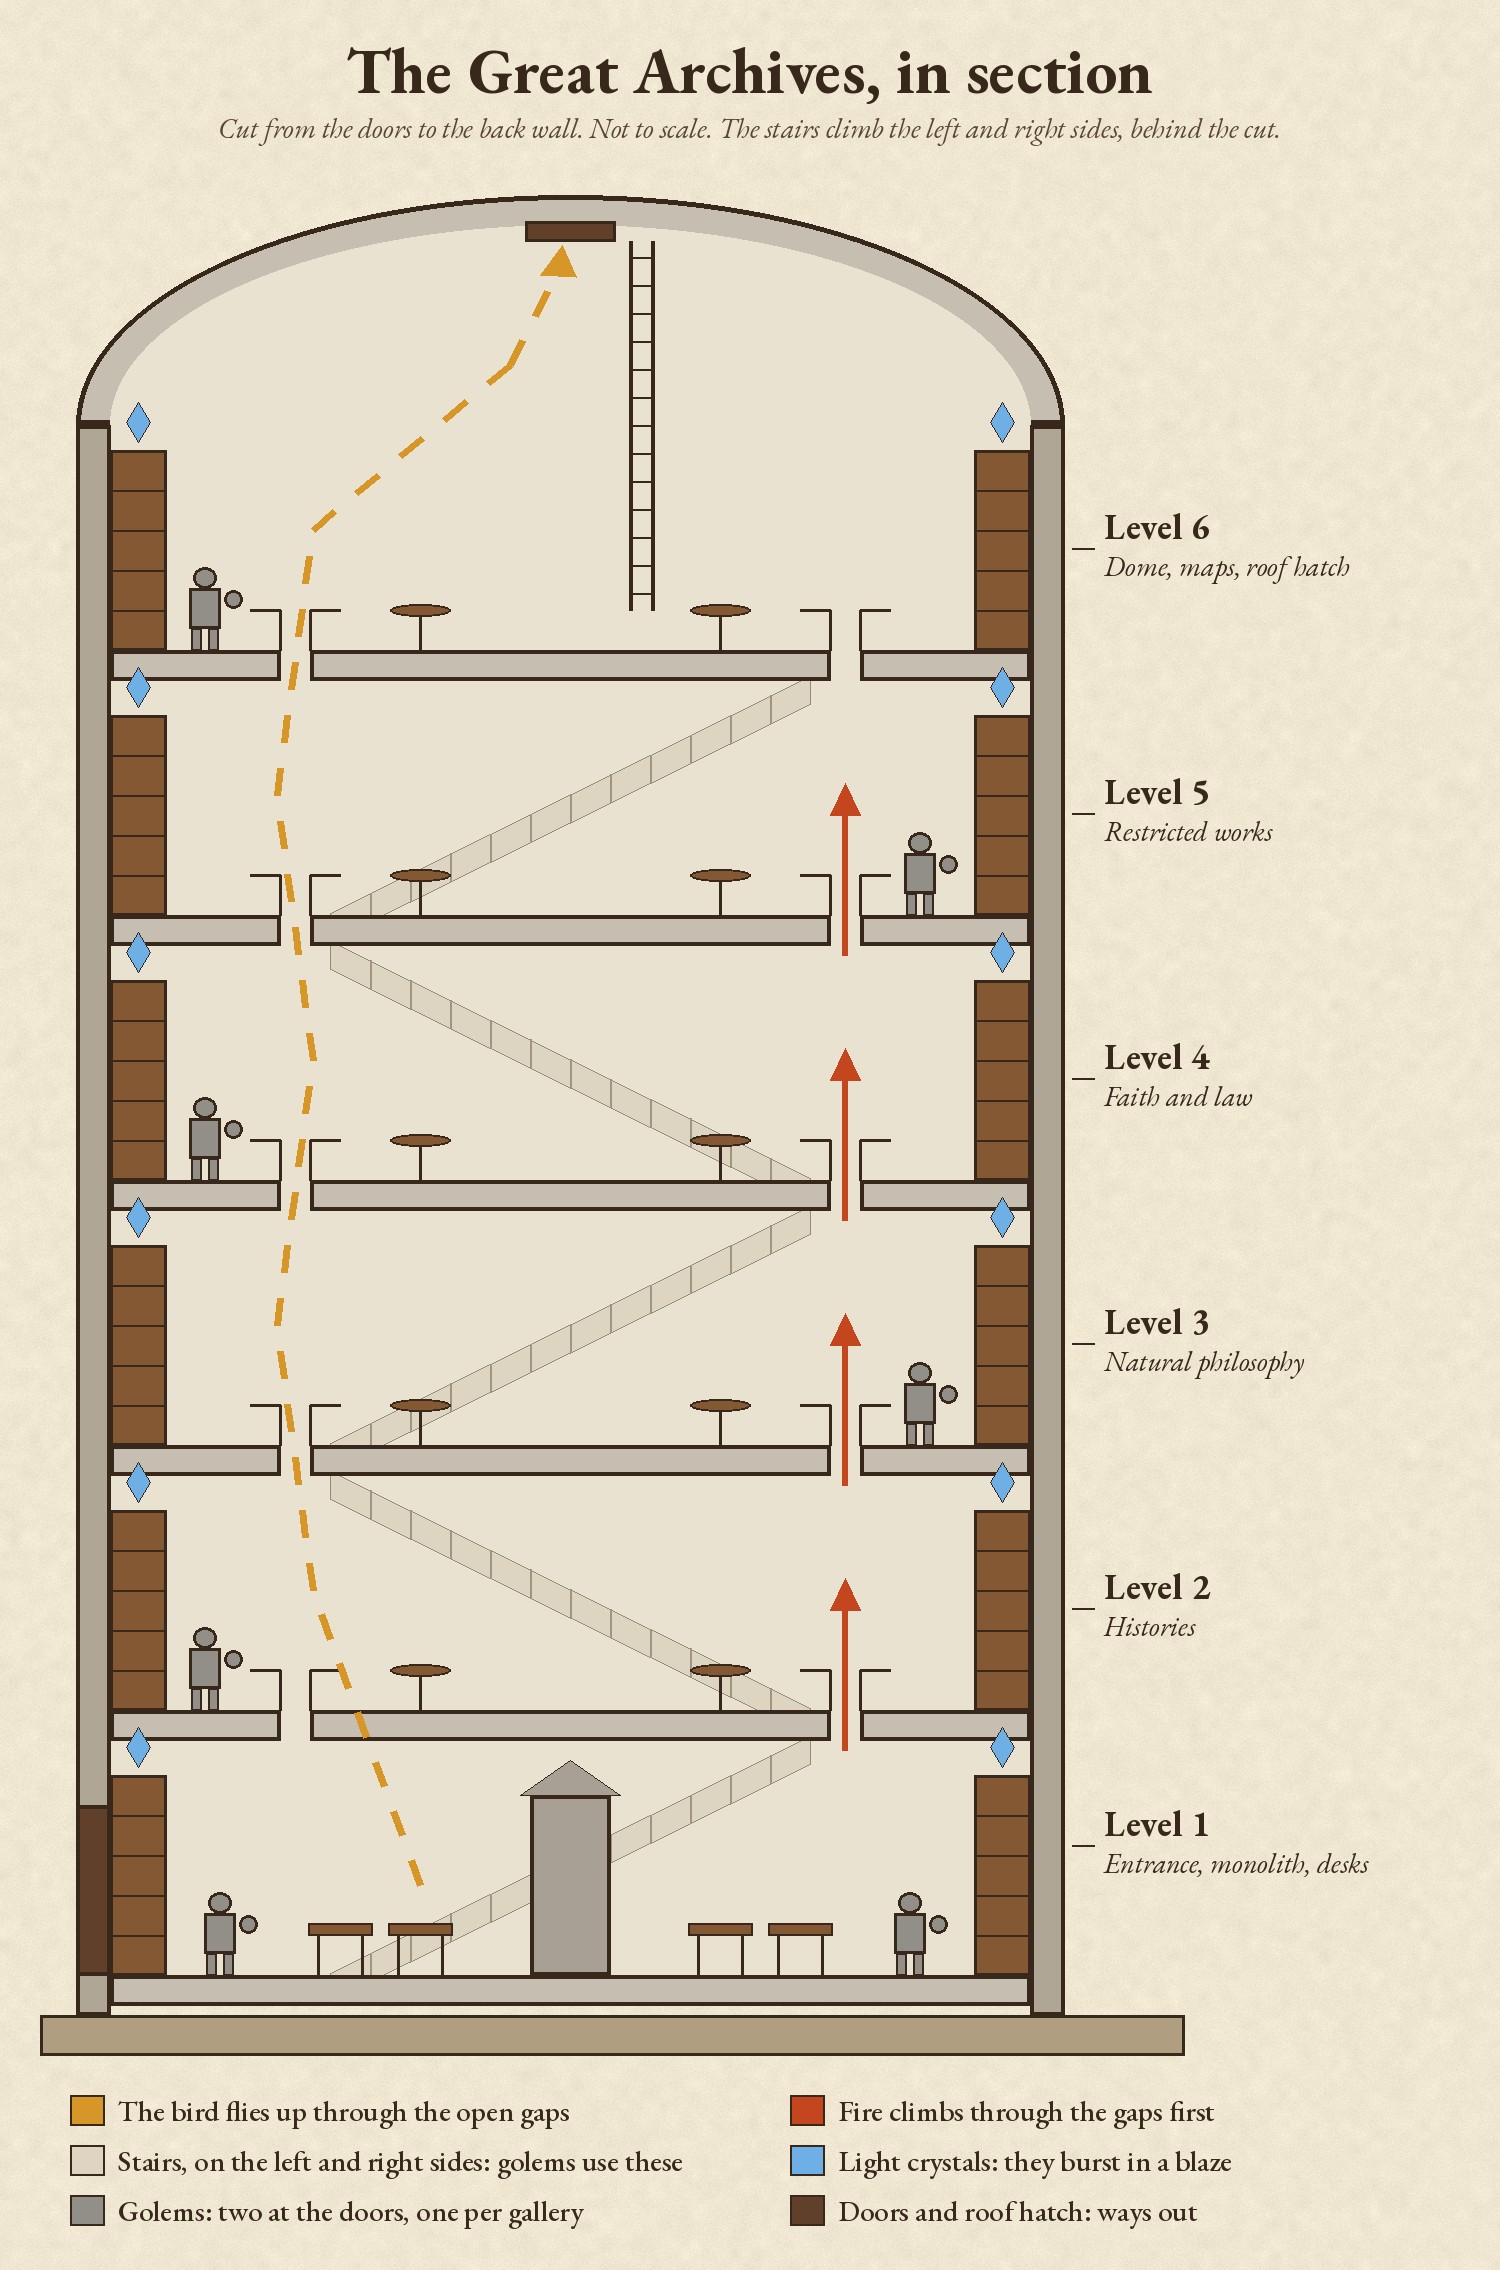 The Great Archives, in section
Cut from the doors to the back wall. Not to scale. The stairs climb the left and right sides, behind the cut.
Level 6
Dome, maps, roof hatch
Level 5
Restricted works
Level 4
Faith and law
Level 3
Natural philosophy
Level 2
Histories
Level 1
Entrance, monolith, desks
The bird flies up through the open gaps
Stairs, on the left and right sides: golems use these
Golems: two at the doors, one per gallery
Fire climbs through the gaps first
Light crystals: they burst in a blaze
Doors and roof hatch: ways out